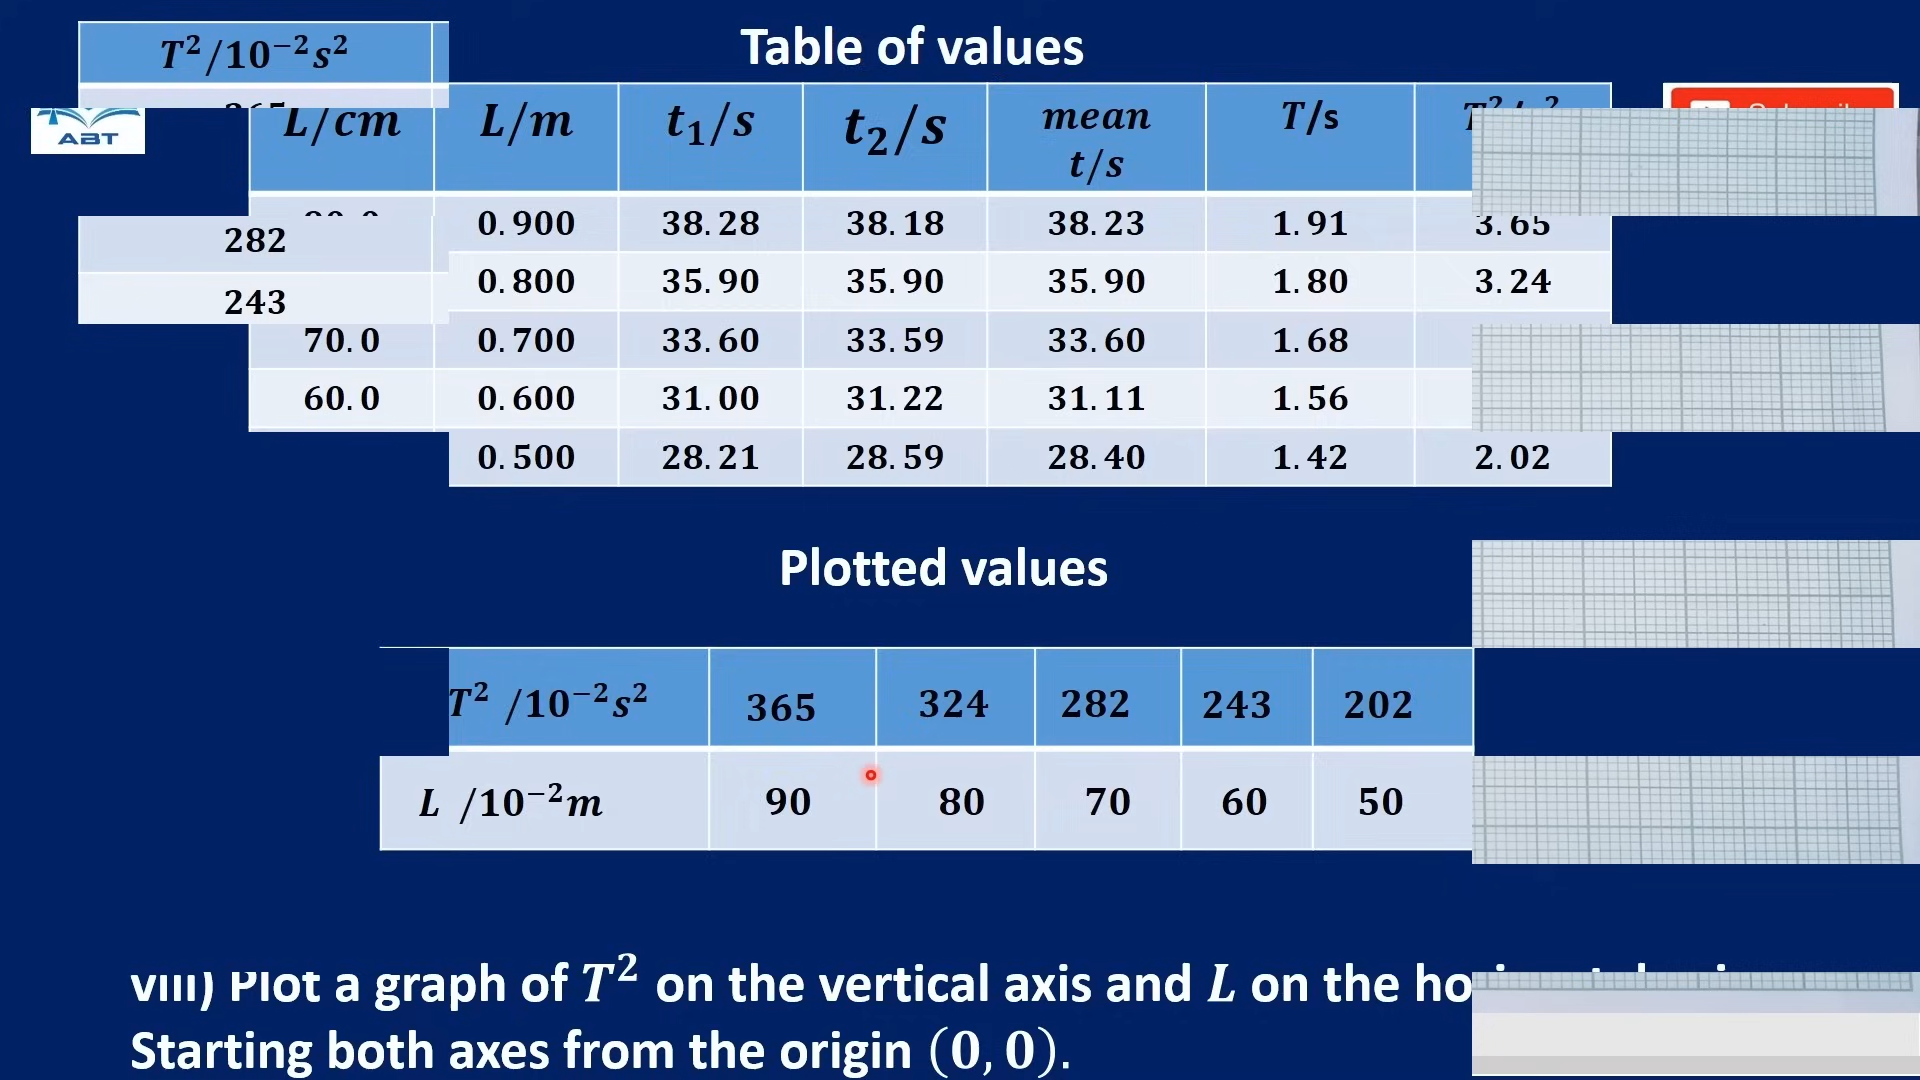 T²/10⁻²s²
Table of values
ABT
L/cm L/m t₁/s t₂/s mean t/s T/s
0.900 38.28 38.18 38.23 1.91 3.65
282
0.800 35.90 35.90 35.90 1.80 3.24
243
70.0 0.700 33.60 33.59 33.60 1.68
60.0 0.600 31.00 31.22 31.11 1.56
0.500 28.21 28.59 28.40 1.42 2.02
Plotted values
T² /10⁻²s² 365 324 282 243 202
L /10⁻²m 90 80 70 60 50
viii) Plot a graph of T² on the vertical axis and L on the
Starting both axes from the origin (0,0).